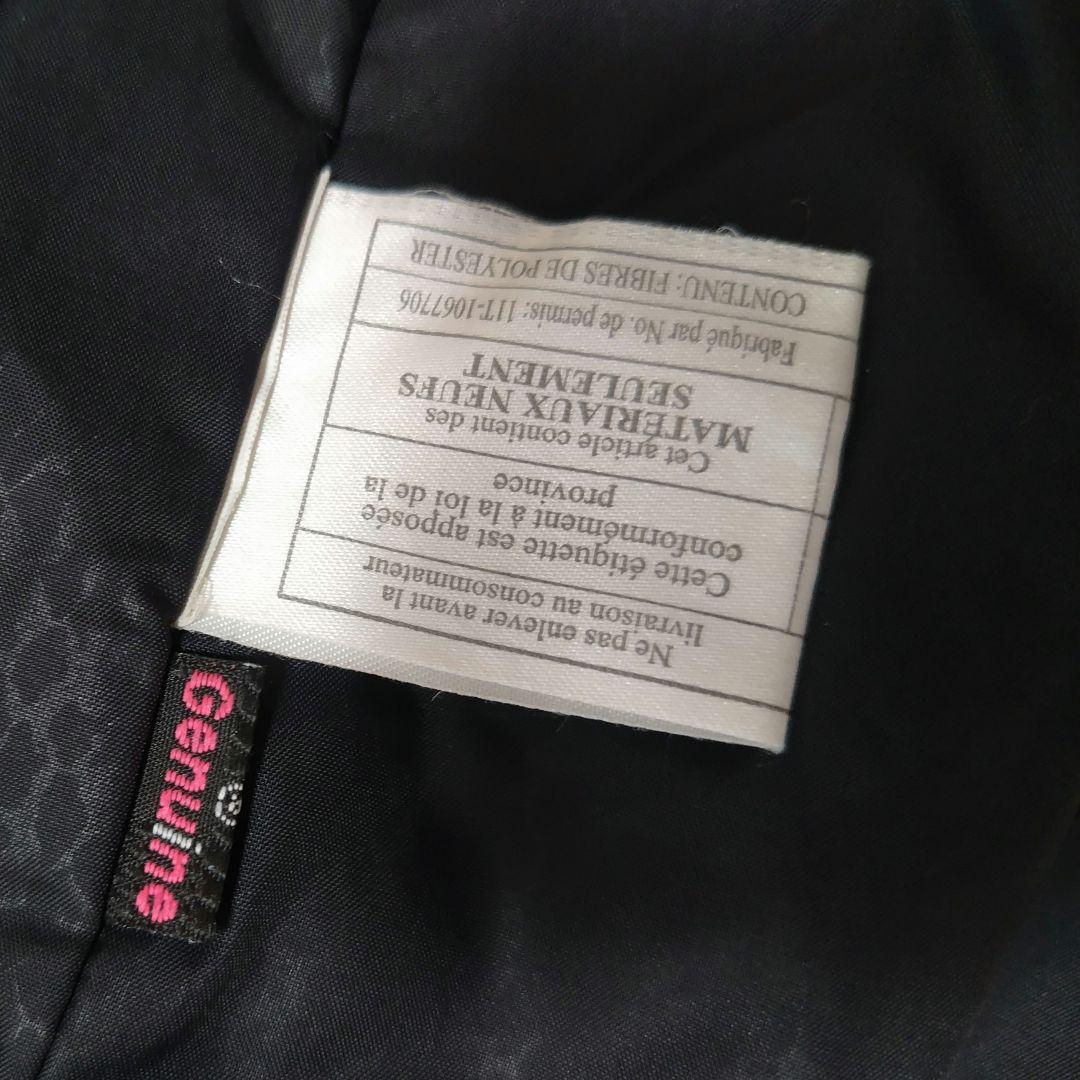 Ne pas enlever avant la
livraison au consommateur
Cette étiquette est apposée
conformément à la loi de la
province
Cet article contient des
MATÉRIAUX NEUFS
SEULEMENT
Fabriqué par No. de permis: 11T-1067706
CONTENU: FIBRES DE POLYESTER
Genuine